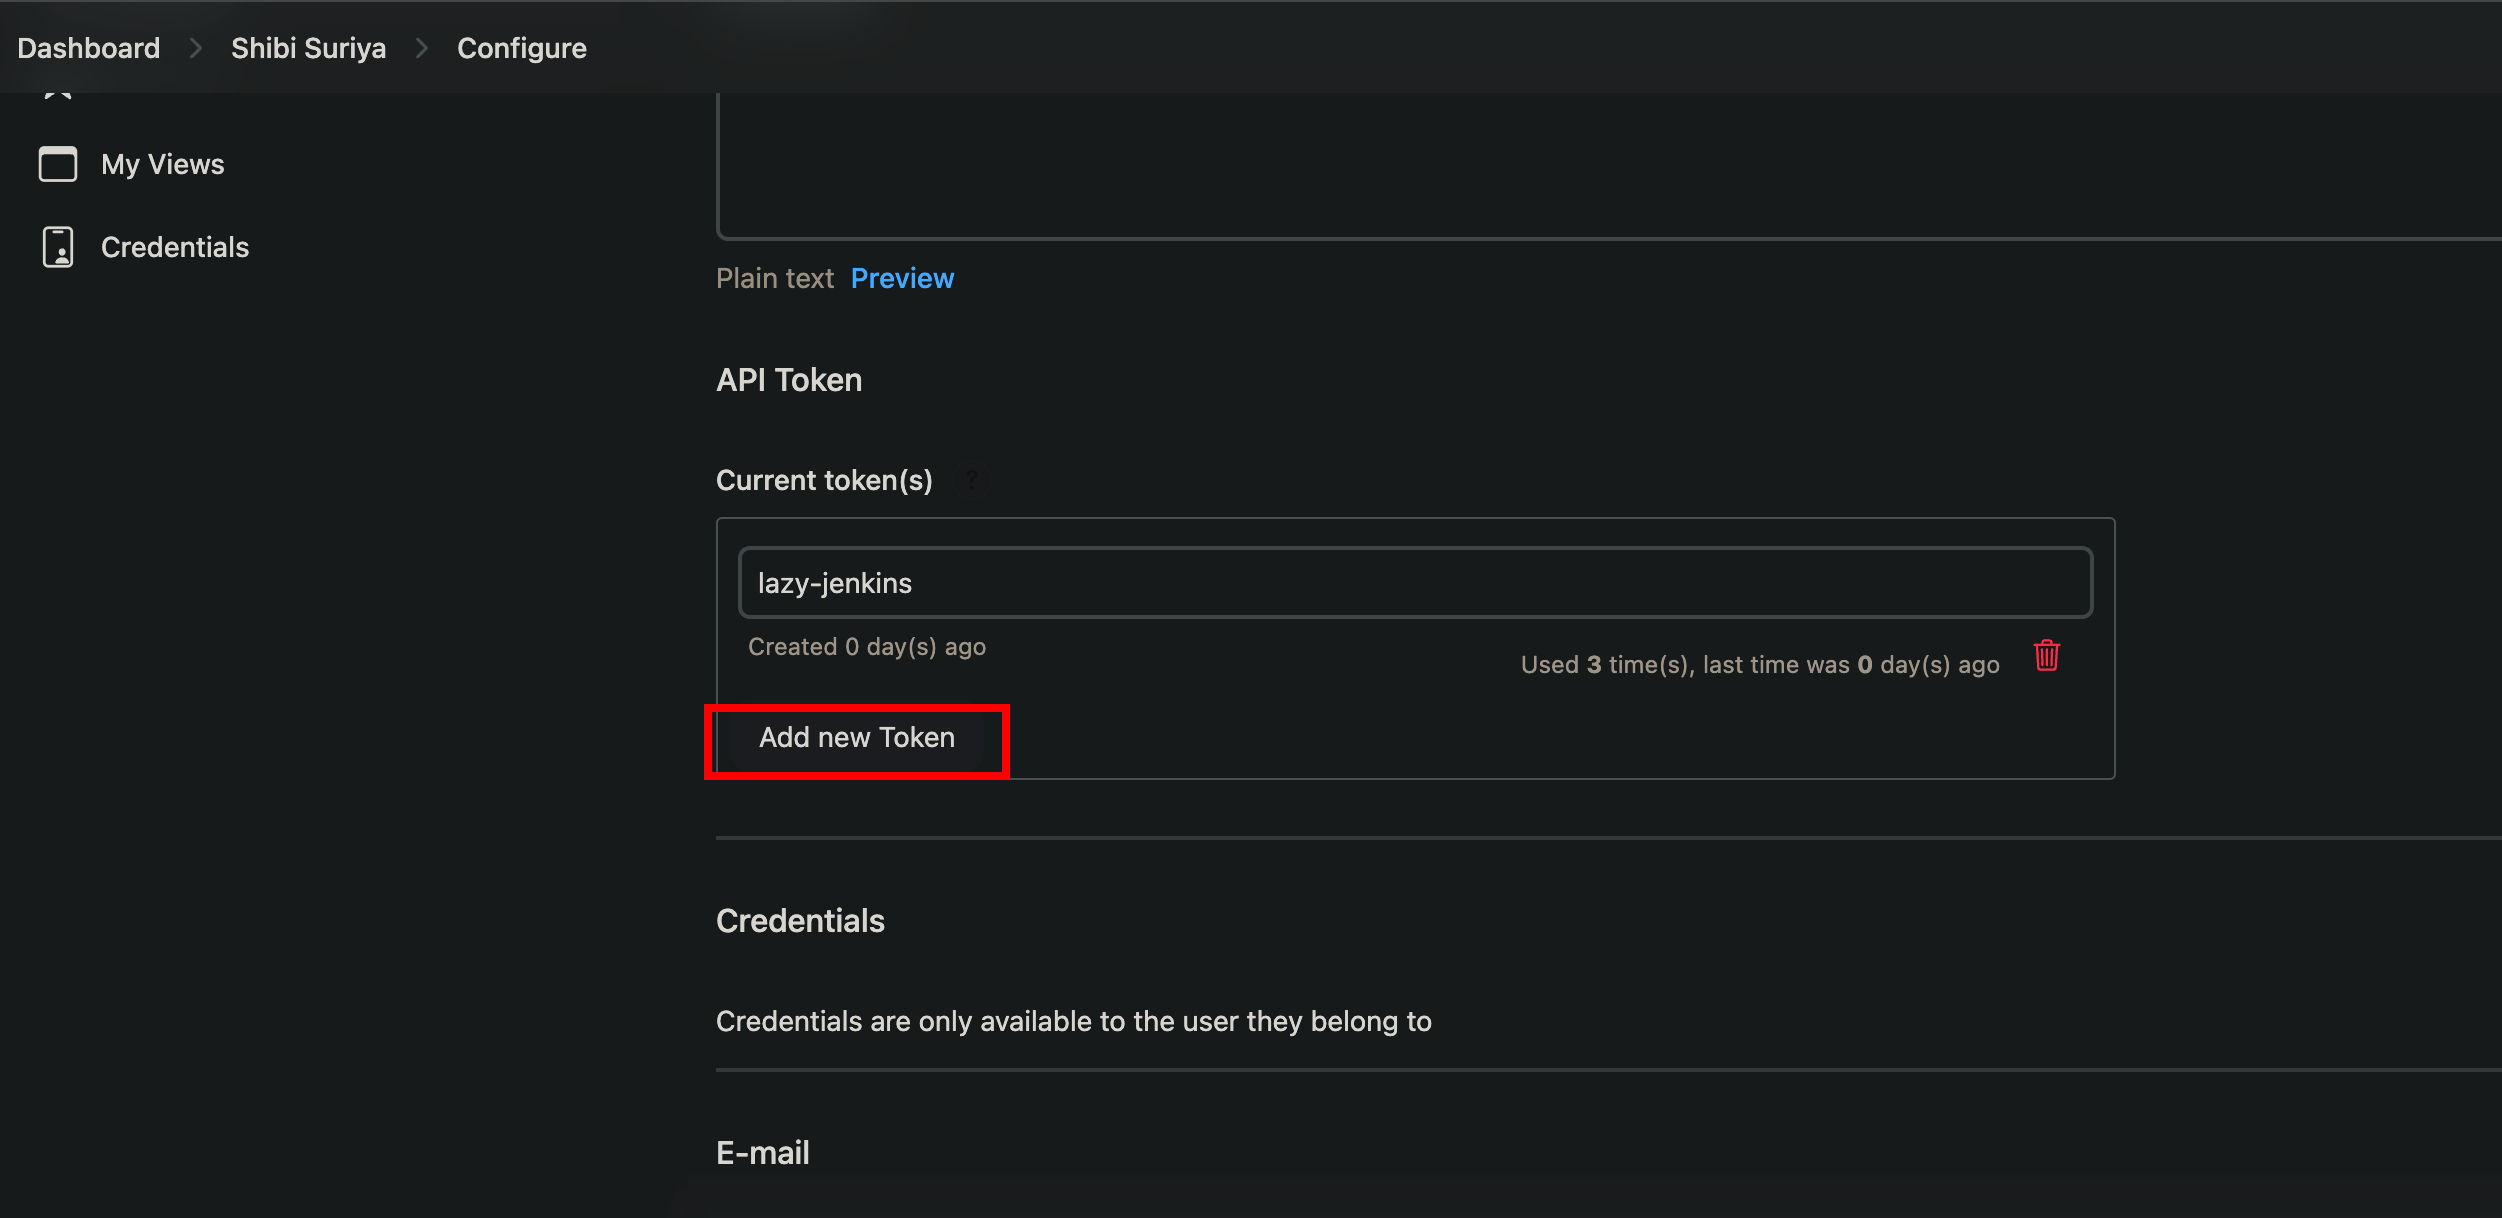 Dashboard > Shibi Suriya > Configure
My Views
Credentials
Plain text Preview
API Token
Current token(s) ?
lazy-jenkins
Created 0 day(s) ago
Used 3 time(s), last time was 0 day(s) ago
Add new Token
Credentials
Credentials are only available to the user they belong to
E-mail